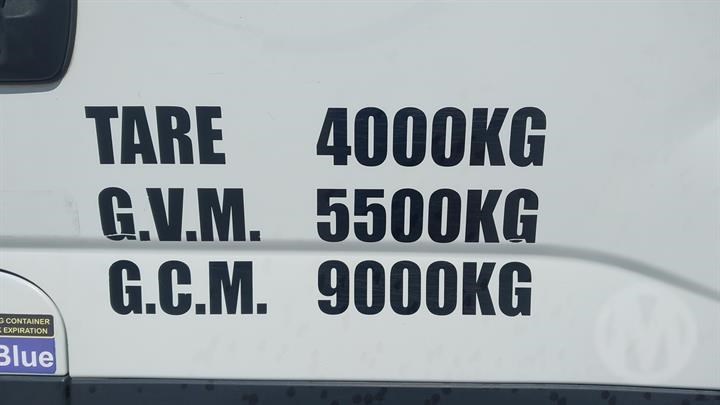 TARE 4000KG
G.V.M. 5500KG
G.C.M. 9000KG
G CONTAINER
EXPIRATION
Blue